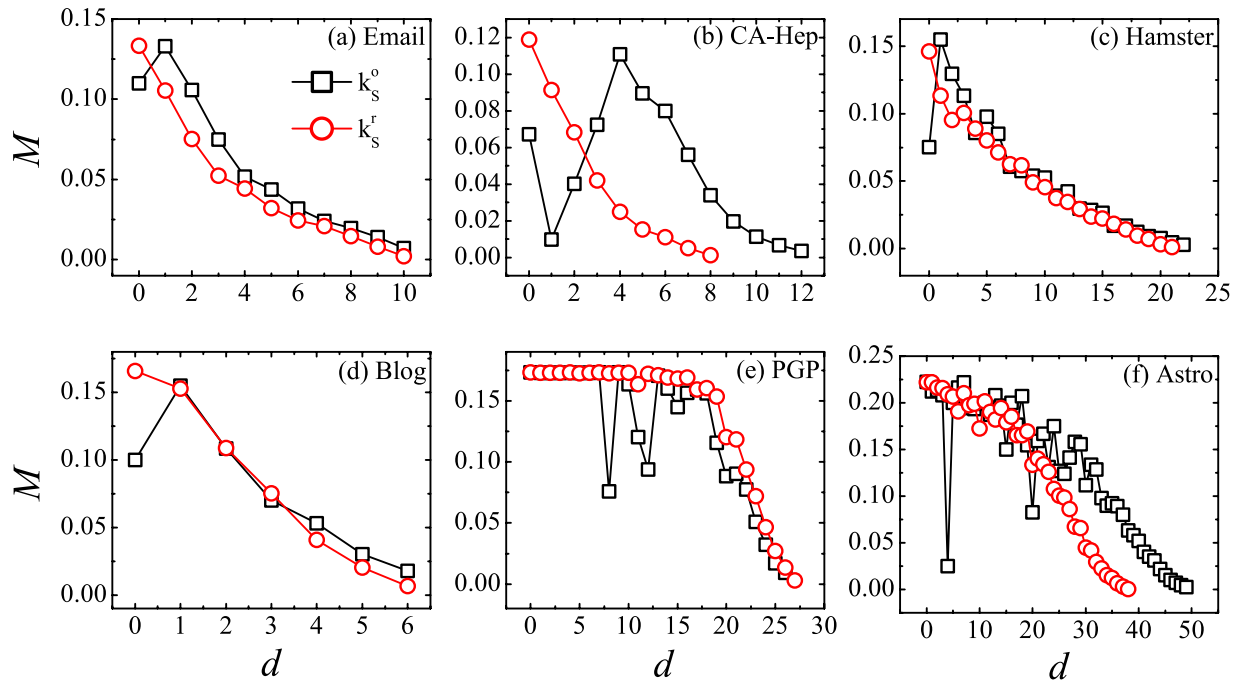 (a) Email
(b) CA-Hep
(c) Hamster
k_S^o
k_S^r
M
0.15
0.10
0.05
0.00
0 2 4 6 8 10
0.12
0.10
0.08
0.06
0.04
0.02
0.00
0 2 4 6 8 10 12
0.15
0.10
0.05
0.00
0 5 10 15 20 25
(d) Blog
(e) PGP
(f) Astro
M
0.15
0.10
0.05
0.00
0 1 2 3 4 5 6
d
0.15
0.10
0.05
0.00
0 5 10 15 20 25 30
d
0.25
0.20
0.15
0.10
0.05
0.00
0 10 20 30 40 50
d